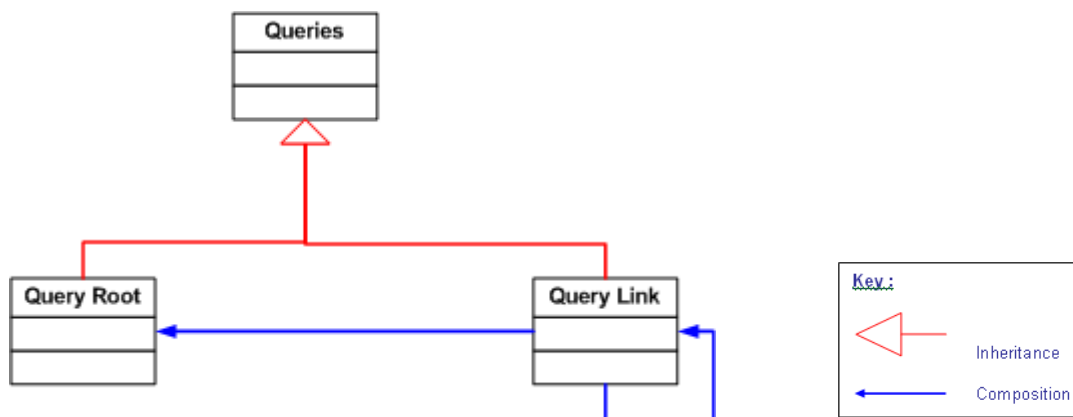 Queries
Query Root
Query Link
Key :
Inheritance
Composition